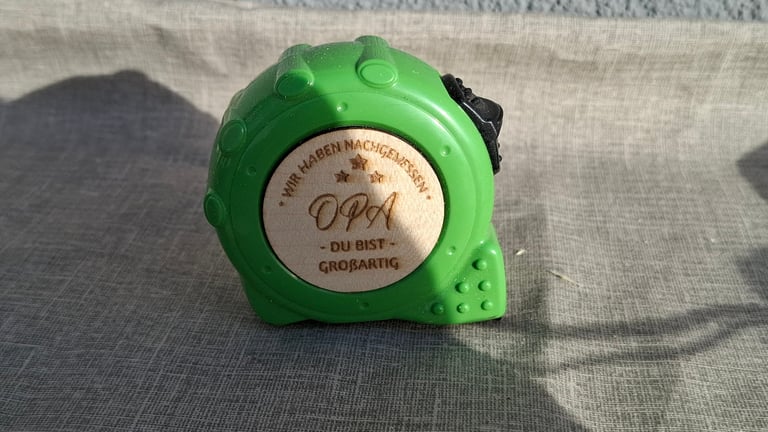 * WIR HABEN NACHGEMESSEN *
OPA
- DU BIST -
GROẞARTIG